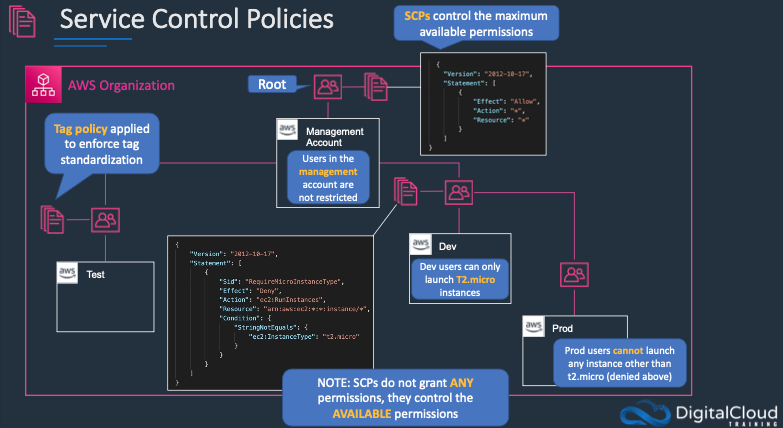 Service Control Policies
SCPs control the maximum
available permissions
AWS Organization
Root
{
"Version": "2012-10-17",
"Statement": [
{
"Effect": "Allow",
"Action": "*",
"Resource": "*"
}
]
}
Tag policy applied
to enforce tag
standardization
aws
Management
Account
Users in the
management
account are
not restricted
aws
Test
{
"Version": "2012-10-17",
"Statement": [
{
"Sid": "RequireMicroInstanceType",
"Effect": "Deny",
"Action": "ec2:RunInstances",
"Resource": "arn:aws:ec2:*:*:instance/*",
"Condition": {
"StringNotEquals": {
"ec2:InstanceType": "t2.micro"
}
}
}
]
}
aws
Dev
Dev users can only
launch T2.micro
instances
aws
Prod
Prod users cannot launch
any instance other than
t2.micro (denied above)
NOTE: SCPs do not grant ANY
permissions, they control the
AVAILABLE permissions
DigitalCloud
TRAINING